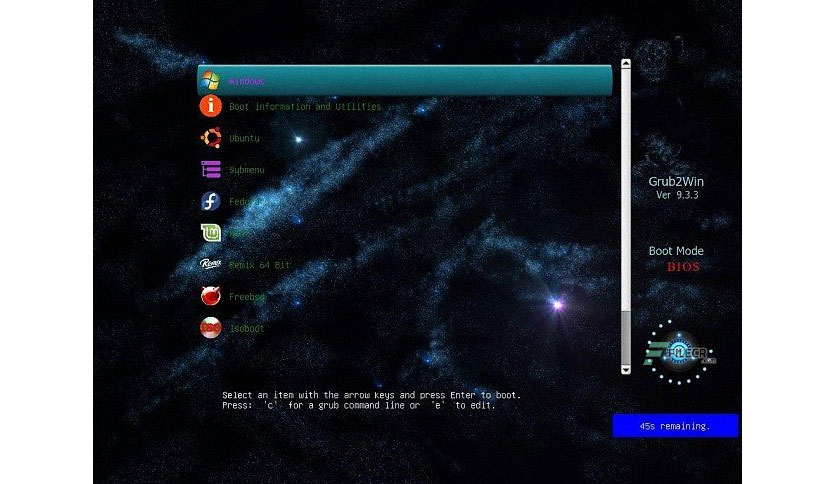 Windows
Boot information and Utilities
Ubuntu
Submenu
Fedora
Remix 64 Bit
Freebsd
Isoboot
Grub2Win
Ver 9.3.3
Boot Mode
BIOS
FILECR
Select an item with the arrow keys and press Enter to boot.
Press: 'c' for a grub command line or 'e' to edit.
45s remaining.